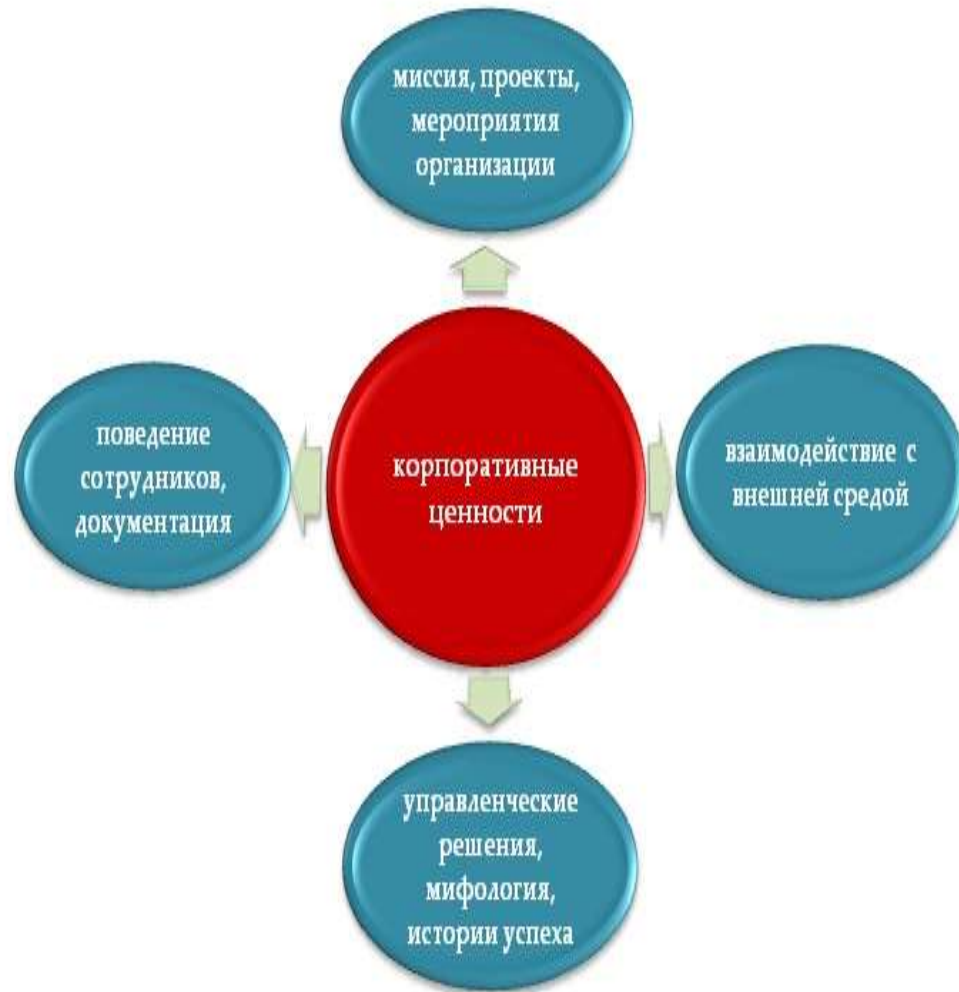 миссия, проекты,
мероприятия
организации
поведение
сотрудников,
документация
корпоративные
ценности
взаимодействие с
внешней средой
управленческие
решения,
мифология,
истории успеха